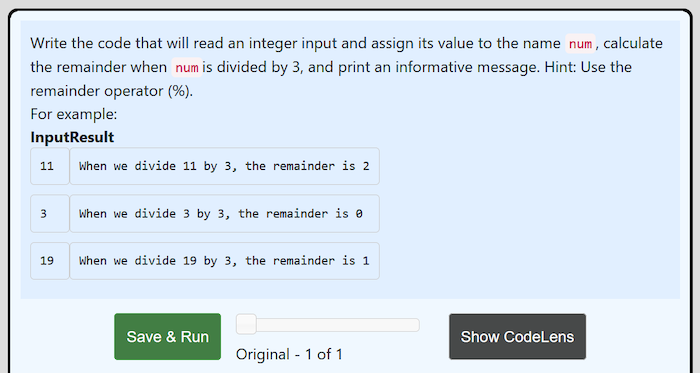 Write the code that will read an integer input and assign its value to the name num, calculate
the remainder when num is divided by 3, and print an informative message. Hint: Use the
remainder operator (%).
For example:
InputResult
11 When we divide 11 by 3, the remainder is 2
3 When we divide 3 by 3, the remainder is 0
19 When we divide 19 by 3, the remainder is 1
Save & Run
Original - 1 of 1
Show CodeLens